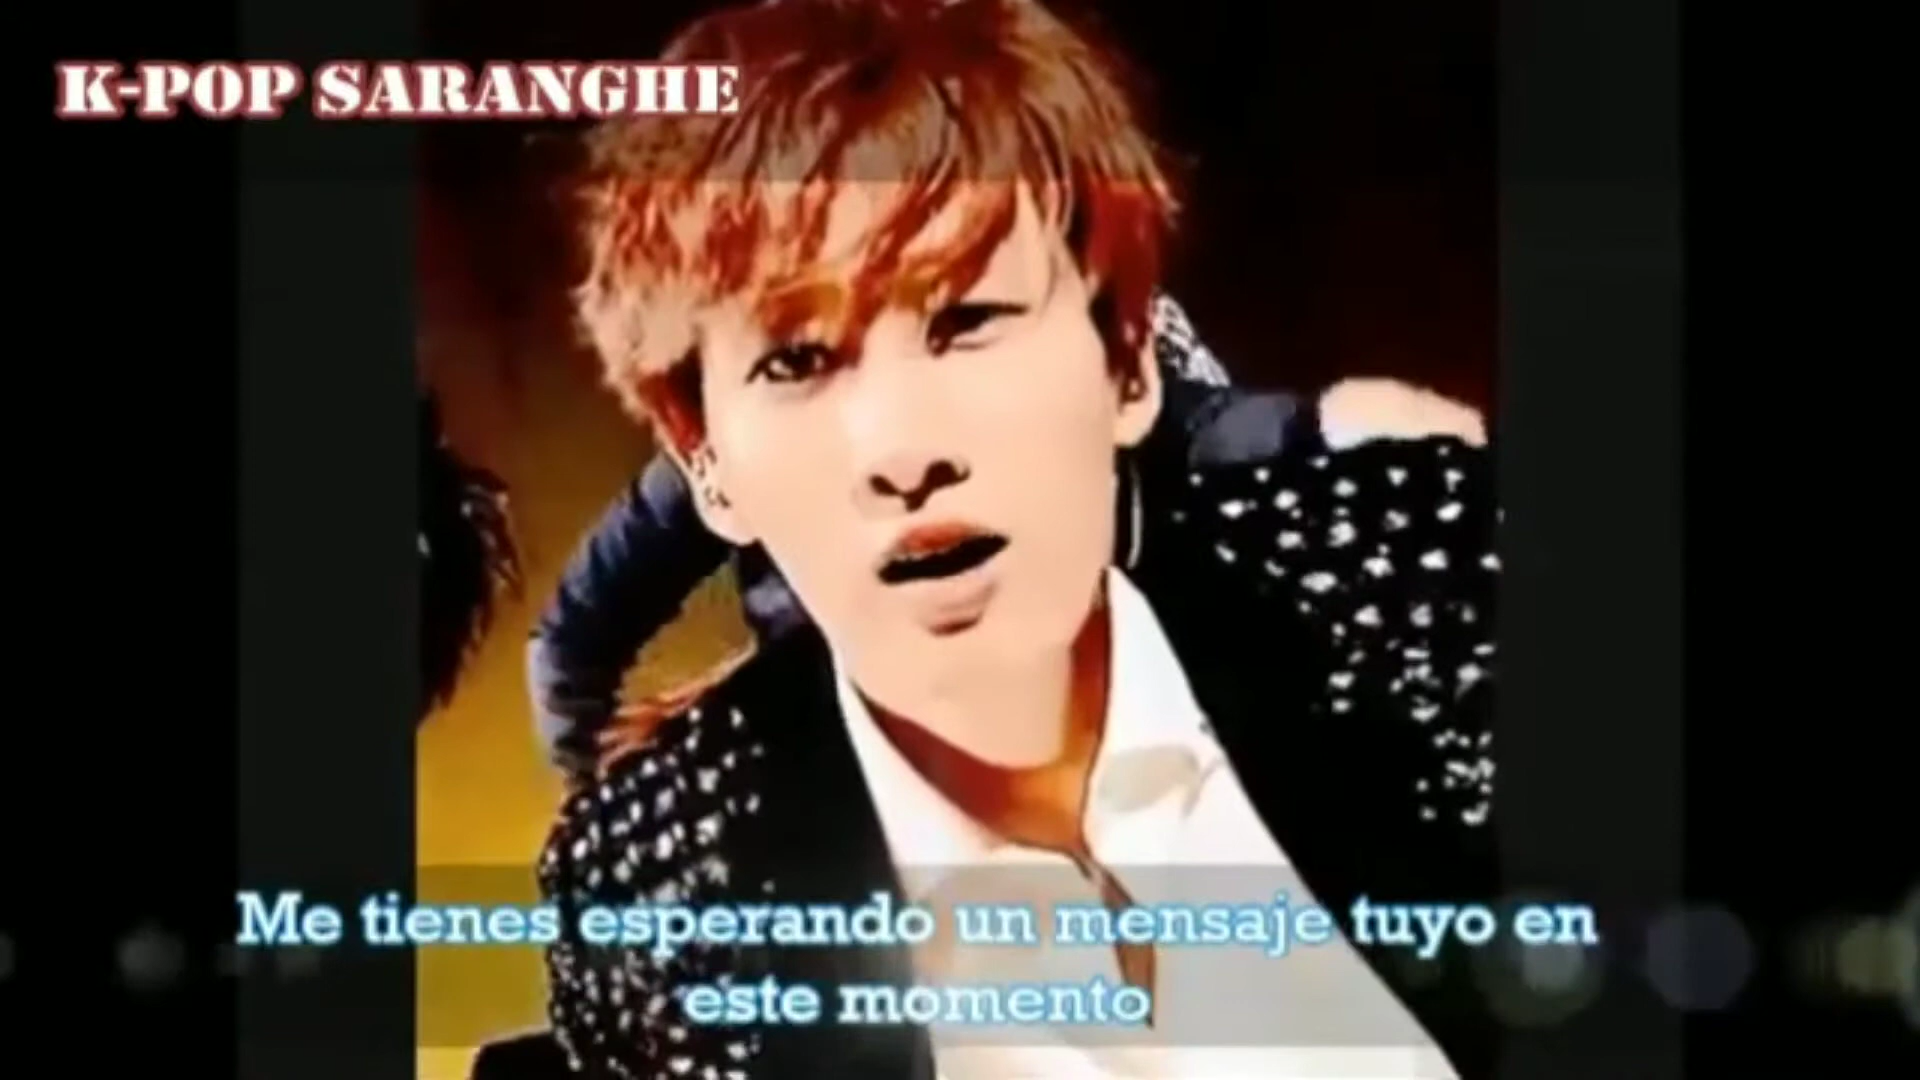 K-POP SARANGHE
Me tienes esperando un mensaje tuyo en
este momento